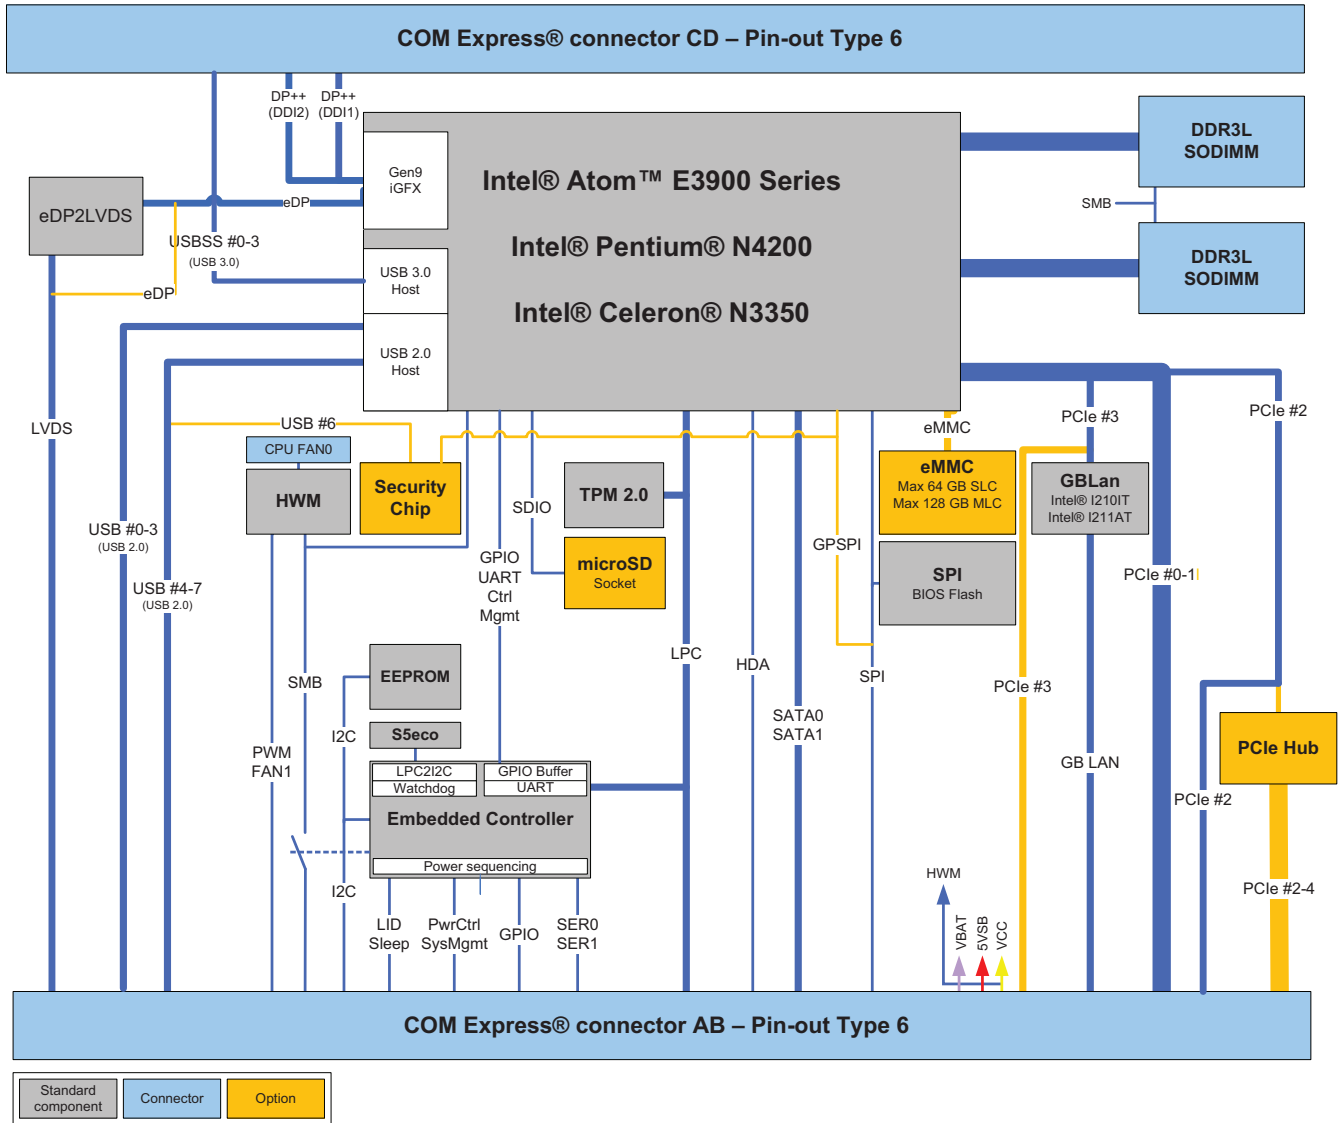 COM Express® connector CD – Pin-out Type 6
DP++
(DDI2)
DP++
(DDI1)
Gen9
iGFX
Intel® Atom™ E3900 Series
Intel® Pentium® N4200
Intel® Celeron® N3350
DDR3L
SODIMM
SMB
DDR3L
SODIMM
eDP2LVDS
eDP
USBSS #0-3
(USB 3.0)
USB 3.0
Host
eDP
USB 2.0
Host
LVDS
USB #6
CPU FAN0
HWM
Security
Chip
SDIO
TPM 2.0
eMMC
eMMC
Max 64 GB SLC
Max 128 GB MLC
PCIe #3
PCIe #2
GBLan
Intel® I210IT
Intel® I211AT
USB #0-3
(USB 2.0)
USB #4-7
(USB 2.0)
GPIO
UART
Ctrl
Mgmt
microSD
Socket
GPSPI
SPI
BIOS Flash
PCIe #0-1
EEPROM
SMB
LPC
HDA
SPI
PCIe #3
SATA0
SATA1
I2C
S5eco
PWM
FAN1
LPC2I2C
Watchdog
GPIO Buffer
UART
Embedded Controller
Power sequencing
GB LAN
PCIe Hub
PCIe #2
I2C
LID
Sleep
PwrCtrl
SysMgmt
GPIO
SER0
SER1
HWM
VBAT
5VSB
VCC
PCIe #2-4
COM Express® connector AB – Pin-out Type 6
Standard
component
Connector
Option